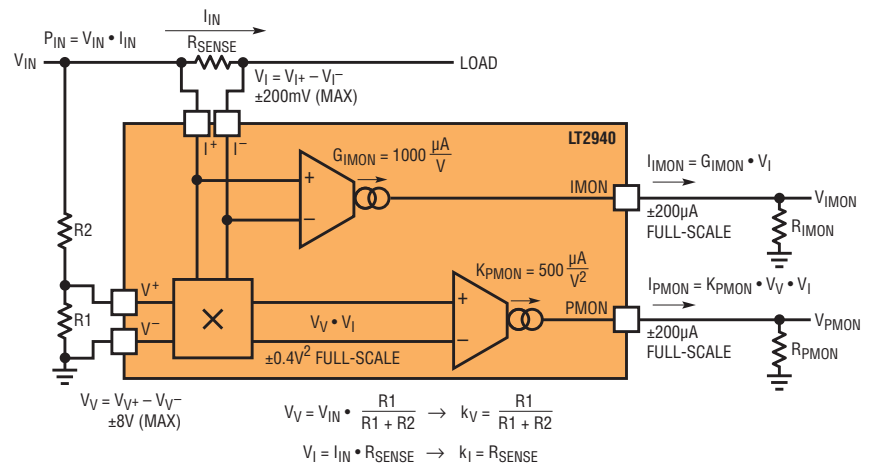 I_IN
P_IN = V_IN • I_IN
R_SENSE
V_IN
LOAD
V_I = V_I+ – V_I–
±200mV (MAX)
I+
I–
LT2940
G_IMON = 1000 µA/V
I_IMON = G_IMON • V_I
+
IMON
V_IMON
–
±200µA
FULL-SCALE
R_IMON
R2
K_PMON = 500 µA/V²
I_PMON = K_PMON • V_V • V_I
V+
+
PMON
V_PMON
R1
×
V_V • V_I
V–
–
±200µA
FULL-SCALE
R_PMON
±0.4V² FULL-SCALE
V_V = V_V+ – V_V–
±8V (MAX)
V_V = V_IN • R1/(R1 + R2) → k_V = R1/(R1 + R2)
V_I = I_IN • R_SENSE → k_I = R_SENSE